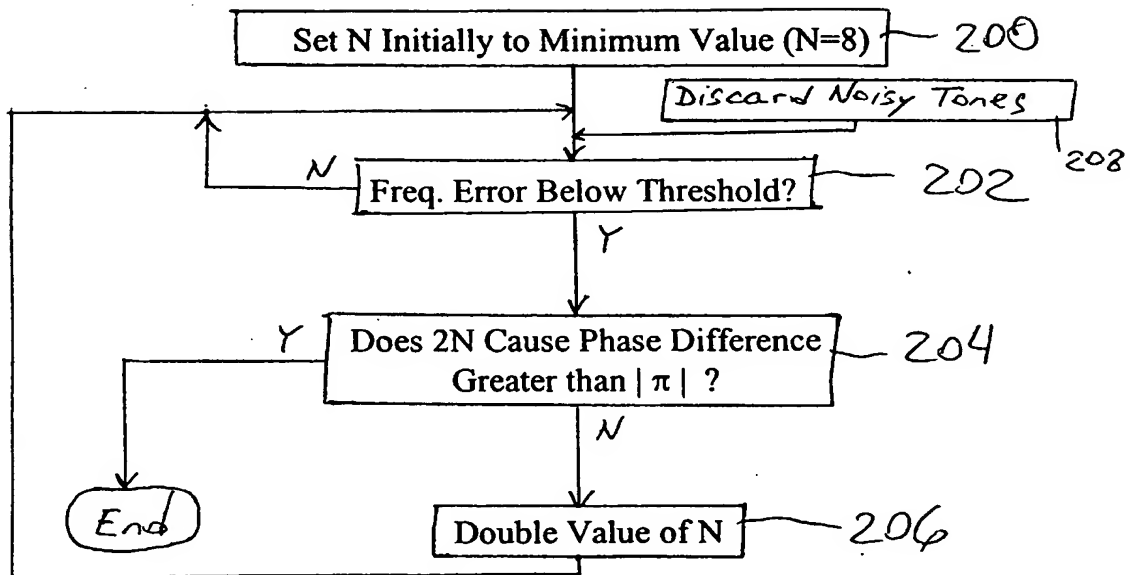 Set N Initially to Minimum Value (N=8)
200
Discard Noisy Tones
208
N
Freq. Error Below Threshold?
202
Y
Y
Does 2N Cause Phase Difference
Greater than | π | ?
204
N
End
Double Value of N
206